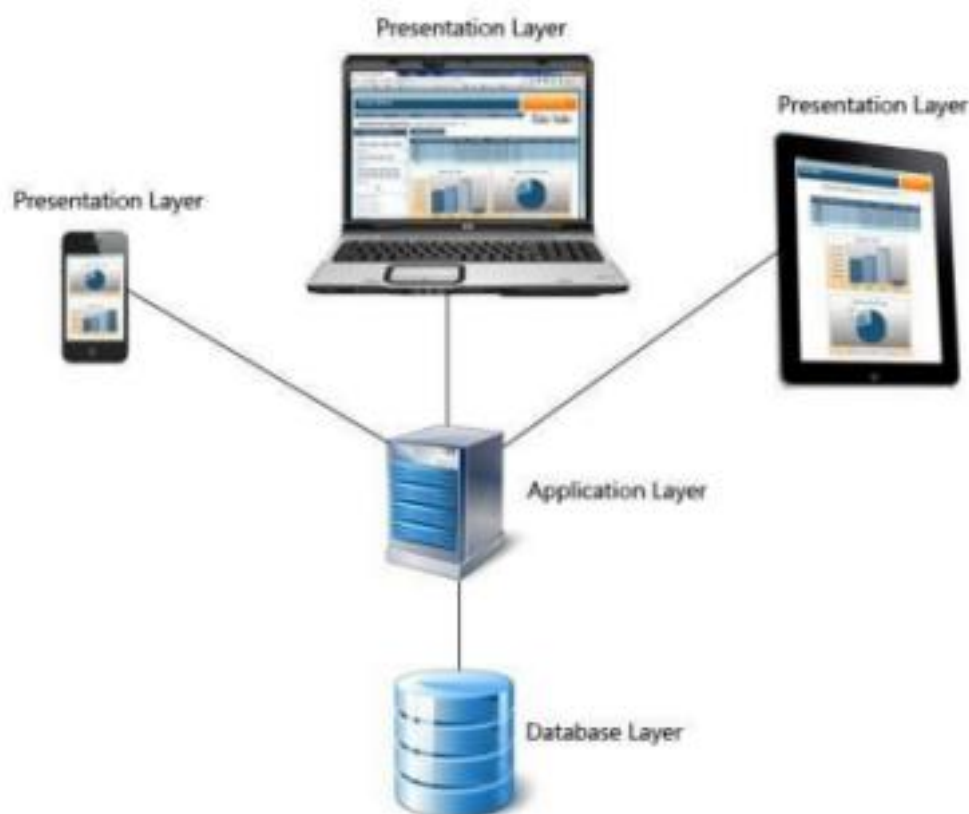 Presentation Layer
Presentation Layer
Presentation Layer
Application Layer
Database Layer